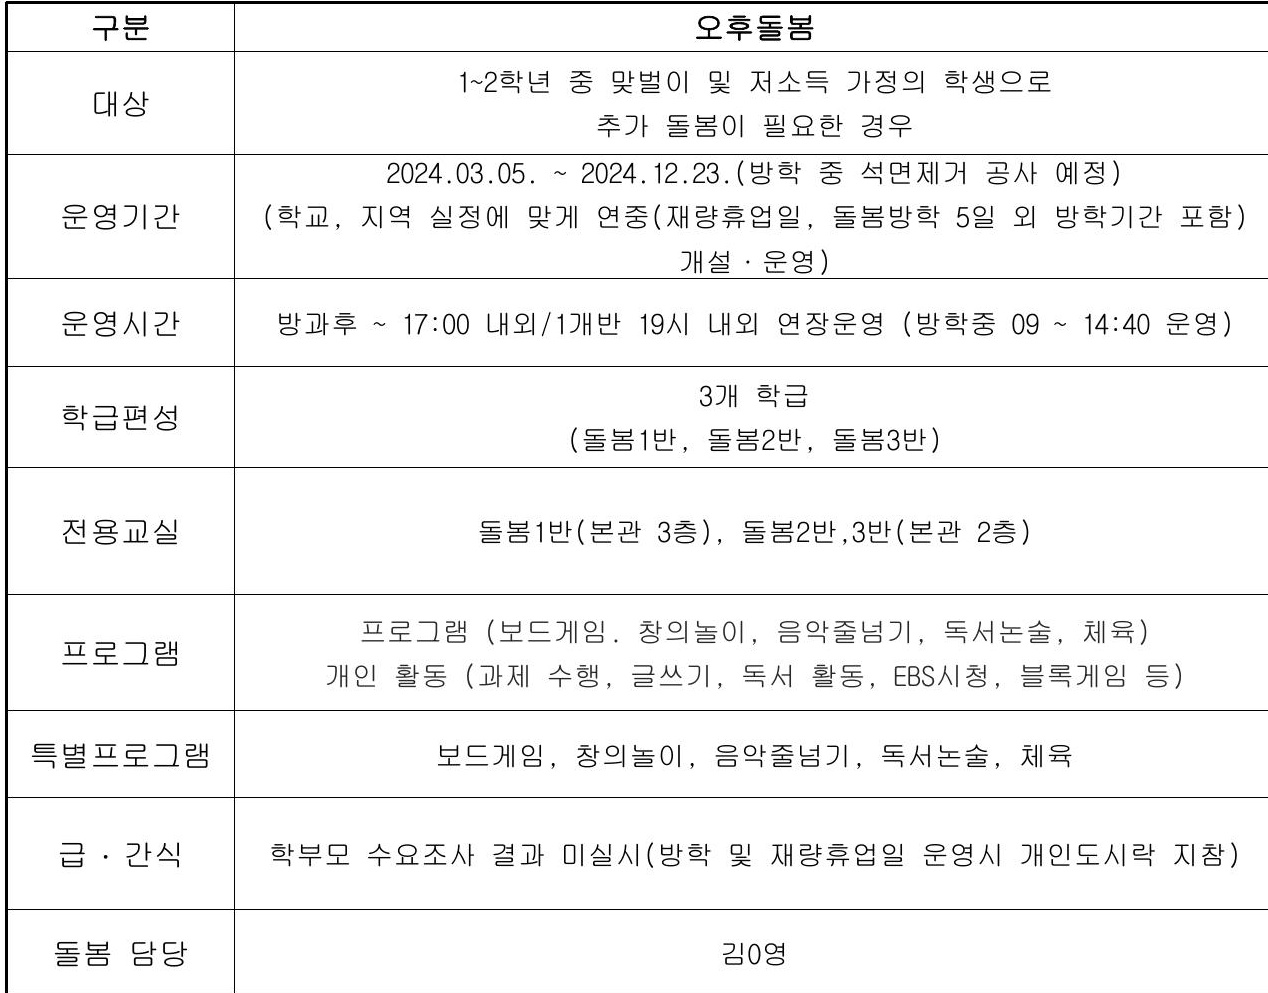 구분
오후돌봄
대상
1~2학년 중 맞벌이 및 저소득 가정의 학생으로
추가 돌봄이 필요한 경우
운영기간
2024.03.05. ~ 2024.12.23.(방학 중 석면제거 공사 예정)
(학교, 지역 실정에 맞게 연중(재량휴업일, 돌봄방학 5일 외 방학기간 포함)
개설·운영)
운영시간
방과후 ~ 17:00 내외/1개반 19시 내외 연장운영 (방학중 09 ~ 14:40 운영)
학급편성
3개 학급
(돌봄1반, 돌봄2반, 돌봄3반)
전용교실
돌봄1반(본관 3층), 돌봄2반,3반(본관 2층)
프로그램
프로그램 (보드게임. 창의놀이, 음악줄넘기, 독서논술, 체육)
개인 활동 (과제 수행, 글쓰기, 독서 활동, EBS시청, 블록게임 등)
특별프로그램
보드게임, 창의놀이, 음악줄넘기, 독서논술, 체육
급·간식
학부모 수요조사 결과 미실시(방학 및 재량휴업일 운영시 개인도시락 지참)
돌봄 담당
김0영